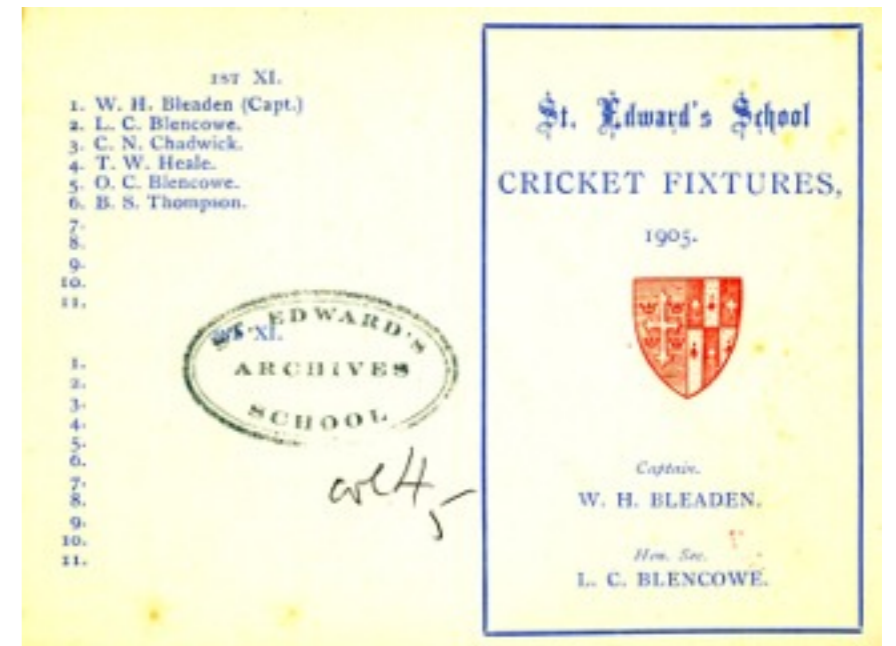 1ST XI.
1. W. H. Bleaden (Capt.)
2. L. C. Blencowe.
3. C. N. Chadwick.
4. T. W. Heale.
5. O. C. Blencowe.
6. B. S. Thompson.
7.
8.
9.
10.
11.
XI.
1.
2.
3.
4.
5.
6.
7.
8.
9.
10.
11.
ST. EDWARD'S
ARCHIVES
SCHOOL
St. Edward's School
CRICKET FIXTURES,
1905.
Captain.
W. H. BLEADEN.
Hon. Sec.
L. C. BLENCOWE.